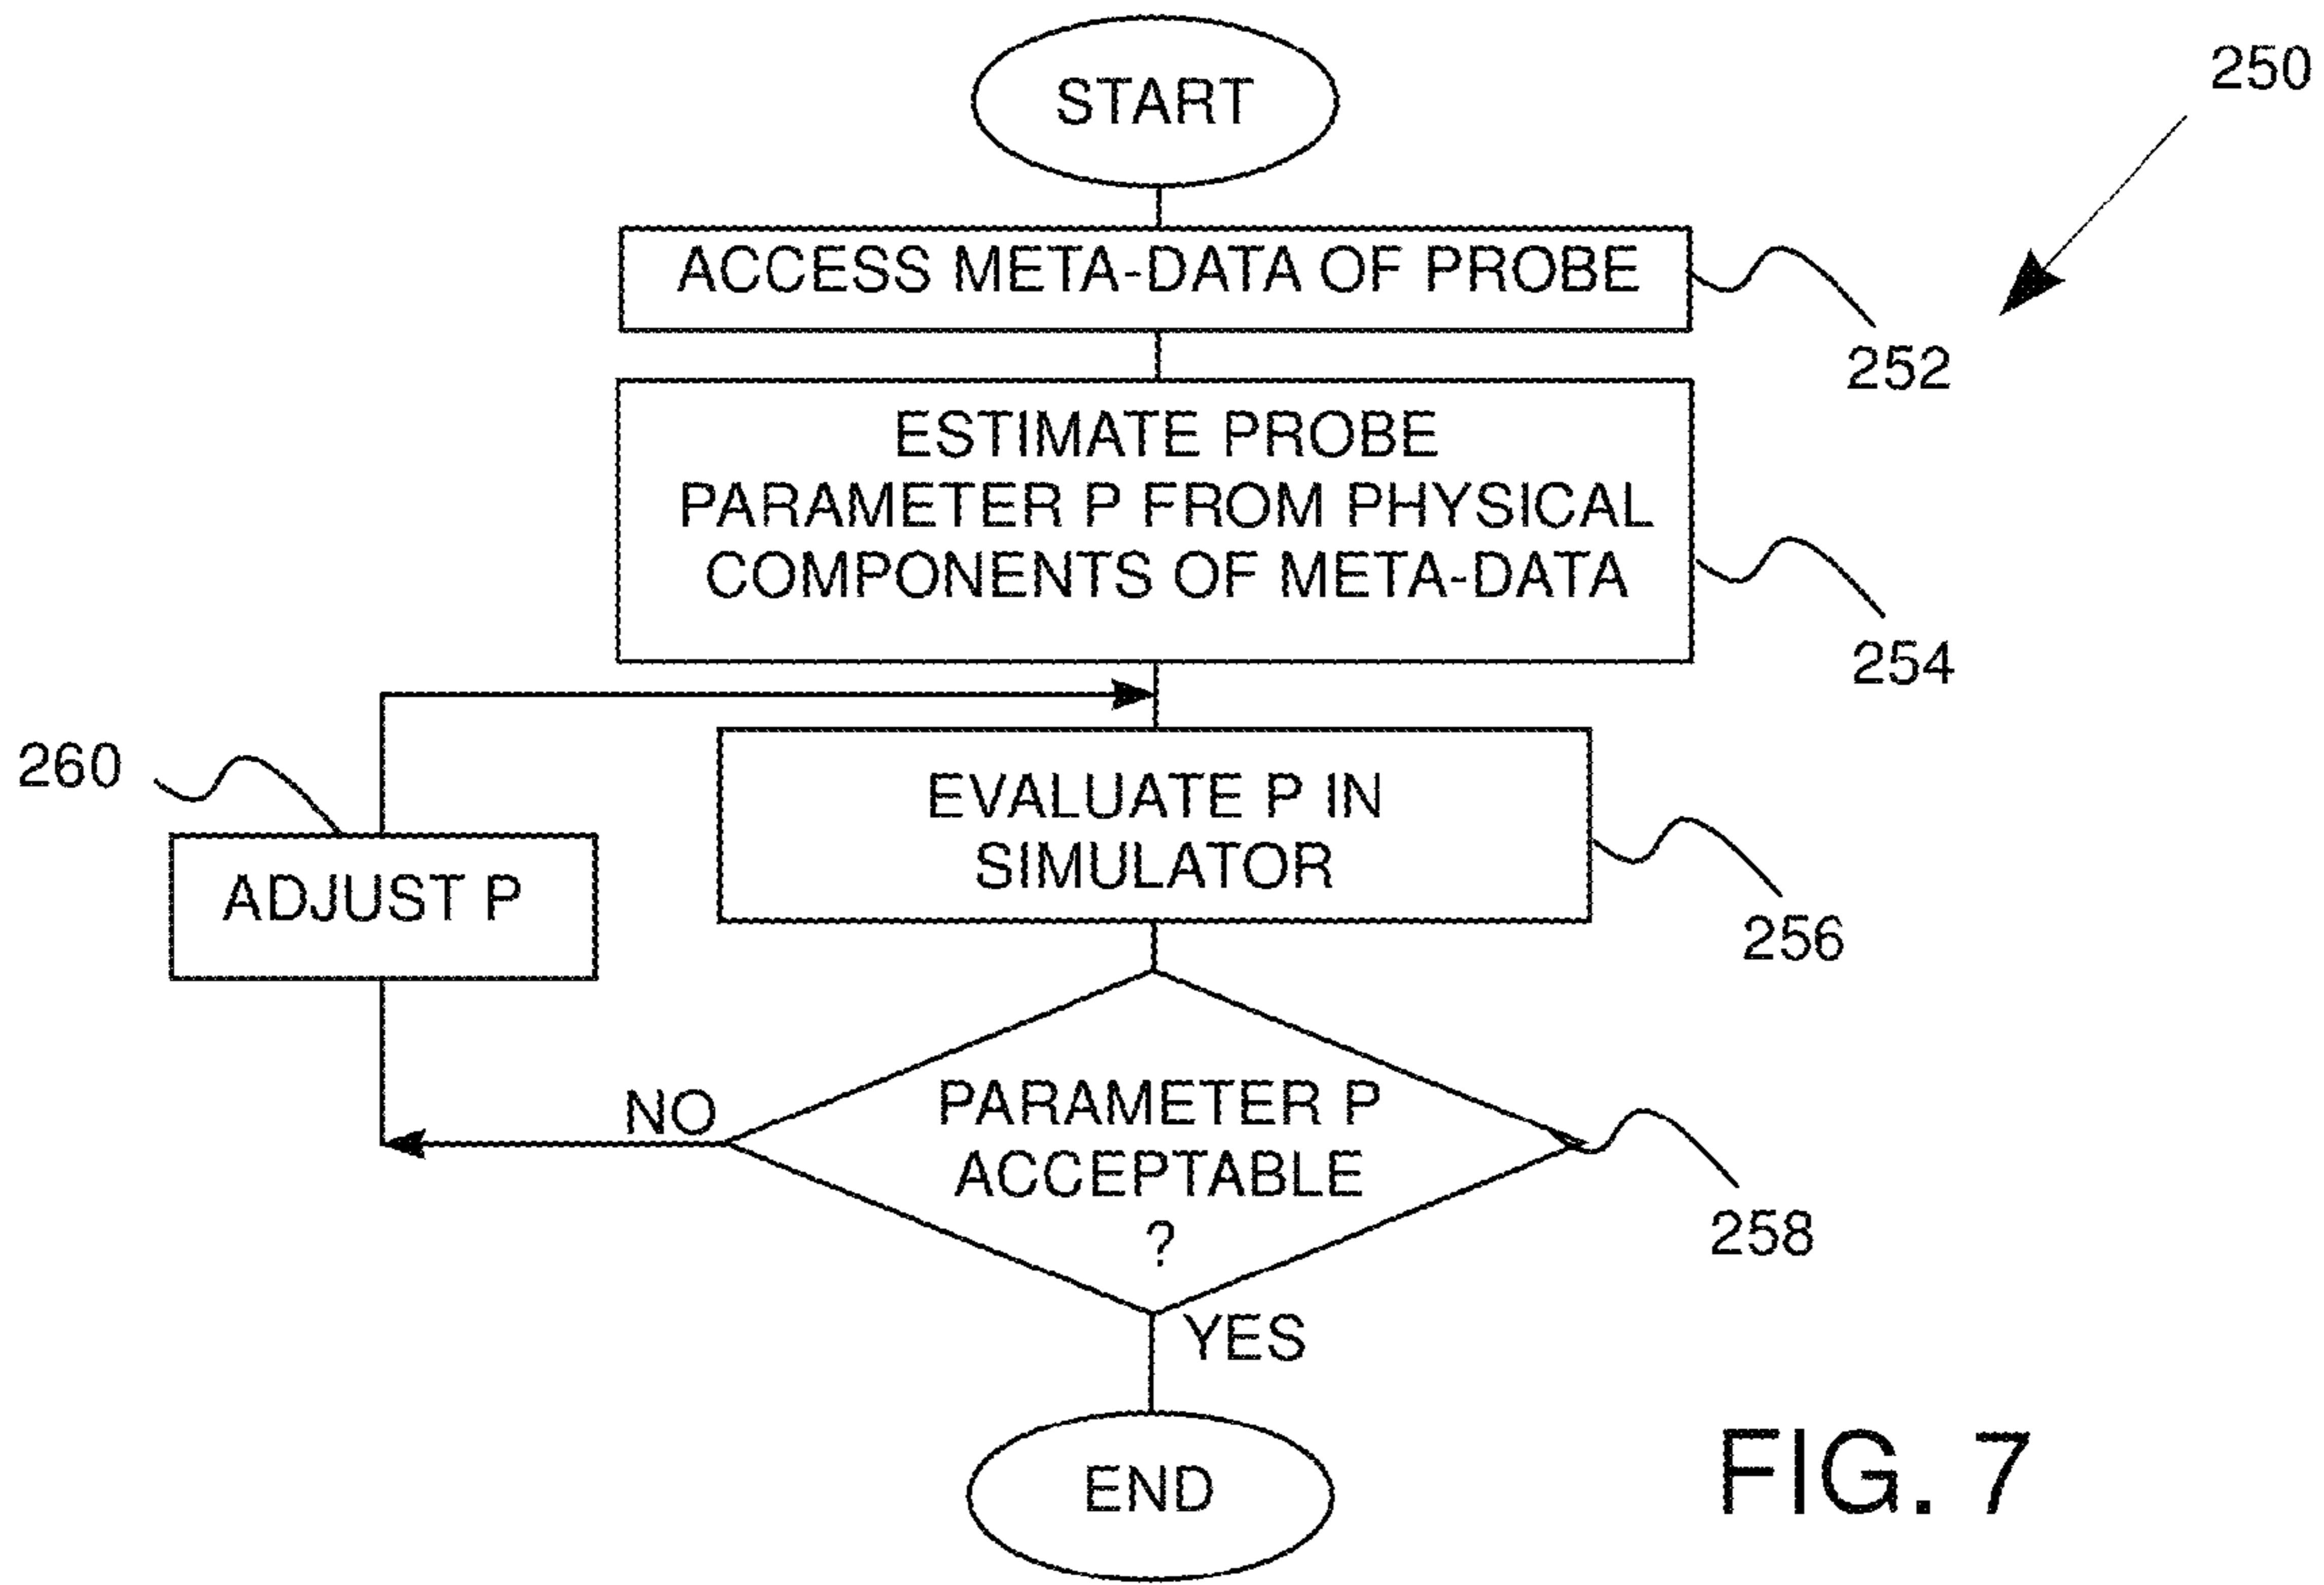 START
250
ACCESS META-DATA OF PROBE
252
ESTIMATE PROBE
PARAMETER P FROM PHYSICAL
COMPONENTS OF META-DATA
254
260
EVALUATE P IN
SIMULATOR
ADJUST P
256
NO
PARAMETER P
ACCEPTABLE
?
258
YES
END
FIG. 7